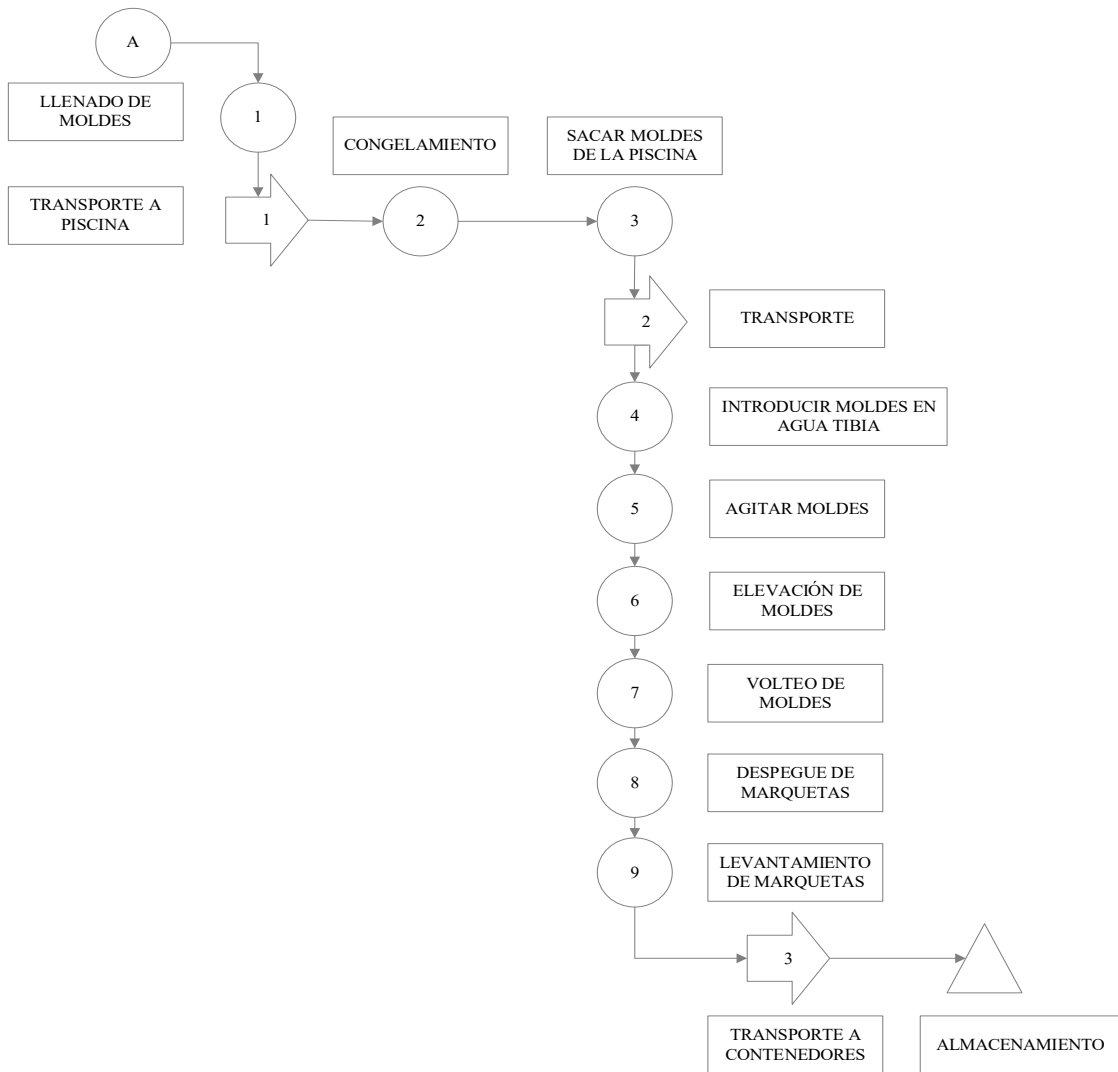 A
LLENADO DE
MOLDES
1
CONGELAMIENTO
SACAR MOLDES
DE LA PISCINA
TRANSPORTE A
PISCINA
1
2
3
2
TRANSPORTE
4
INTRODUCIR MOLDES EN
AGUA TIBIA
5
AGITAR MOLDES
6
ELEVACIÓN DE
MOLDES
7
VOLTEO DE
MOLDES
8
DESPEGUE DE
MARQUETAS
9
LEVANTAMIENTO
DE MARQUETAS
3
TRANSPORTE A
CONTENEDORES
ALMACENAMIENTO